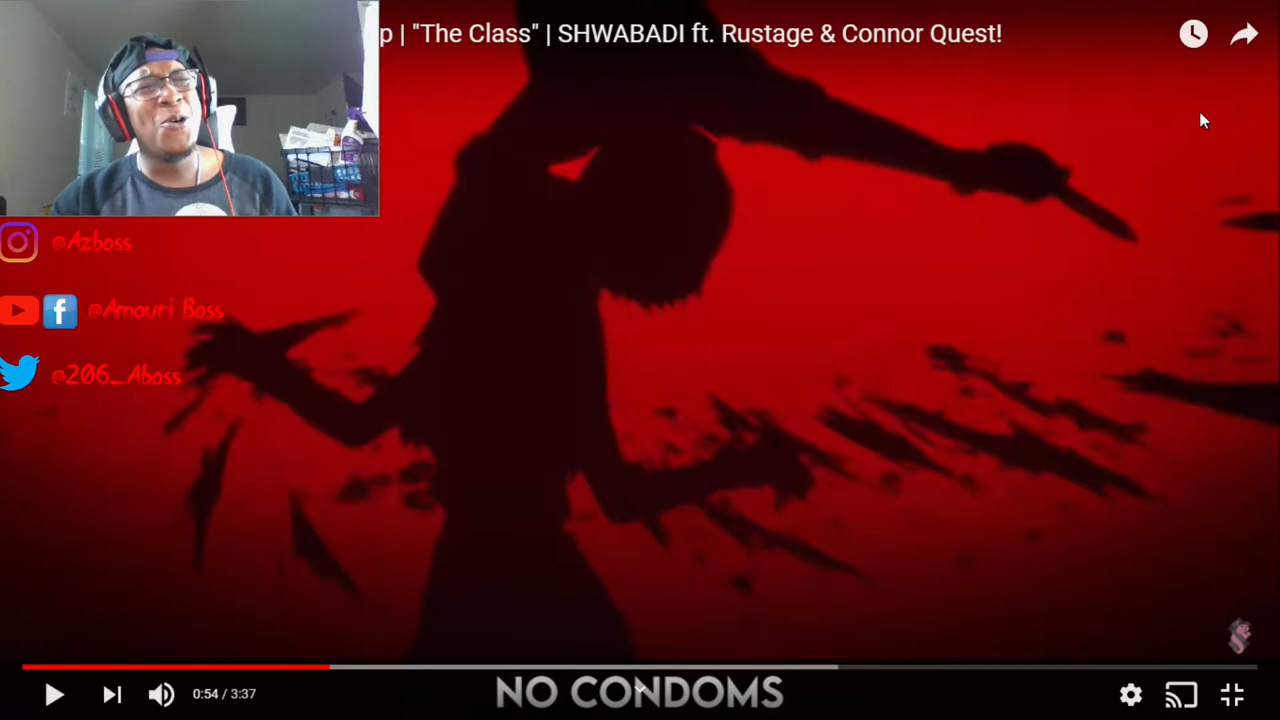 p | "The Class" | SHWABADI ft. Rustage & Connor Quest!
@Azboss
@Amauri Boss
@206_Aboss
0:54 / 3:37
NO CONDOMS